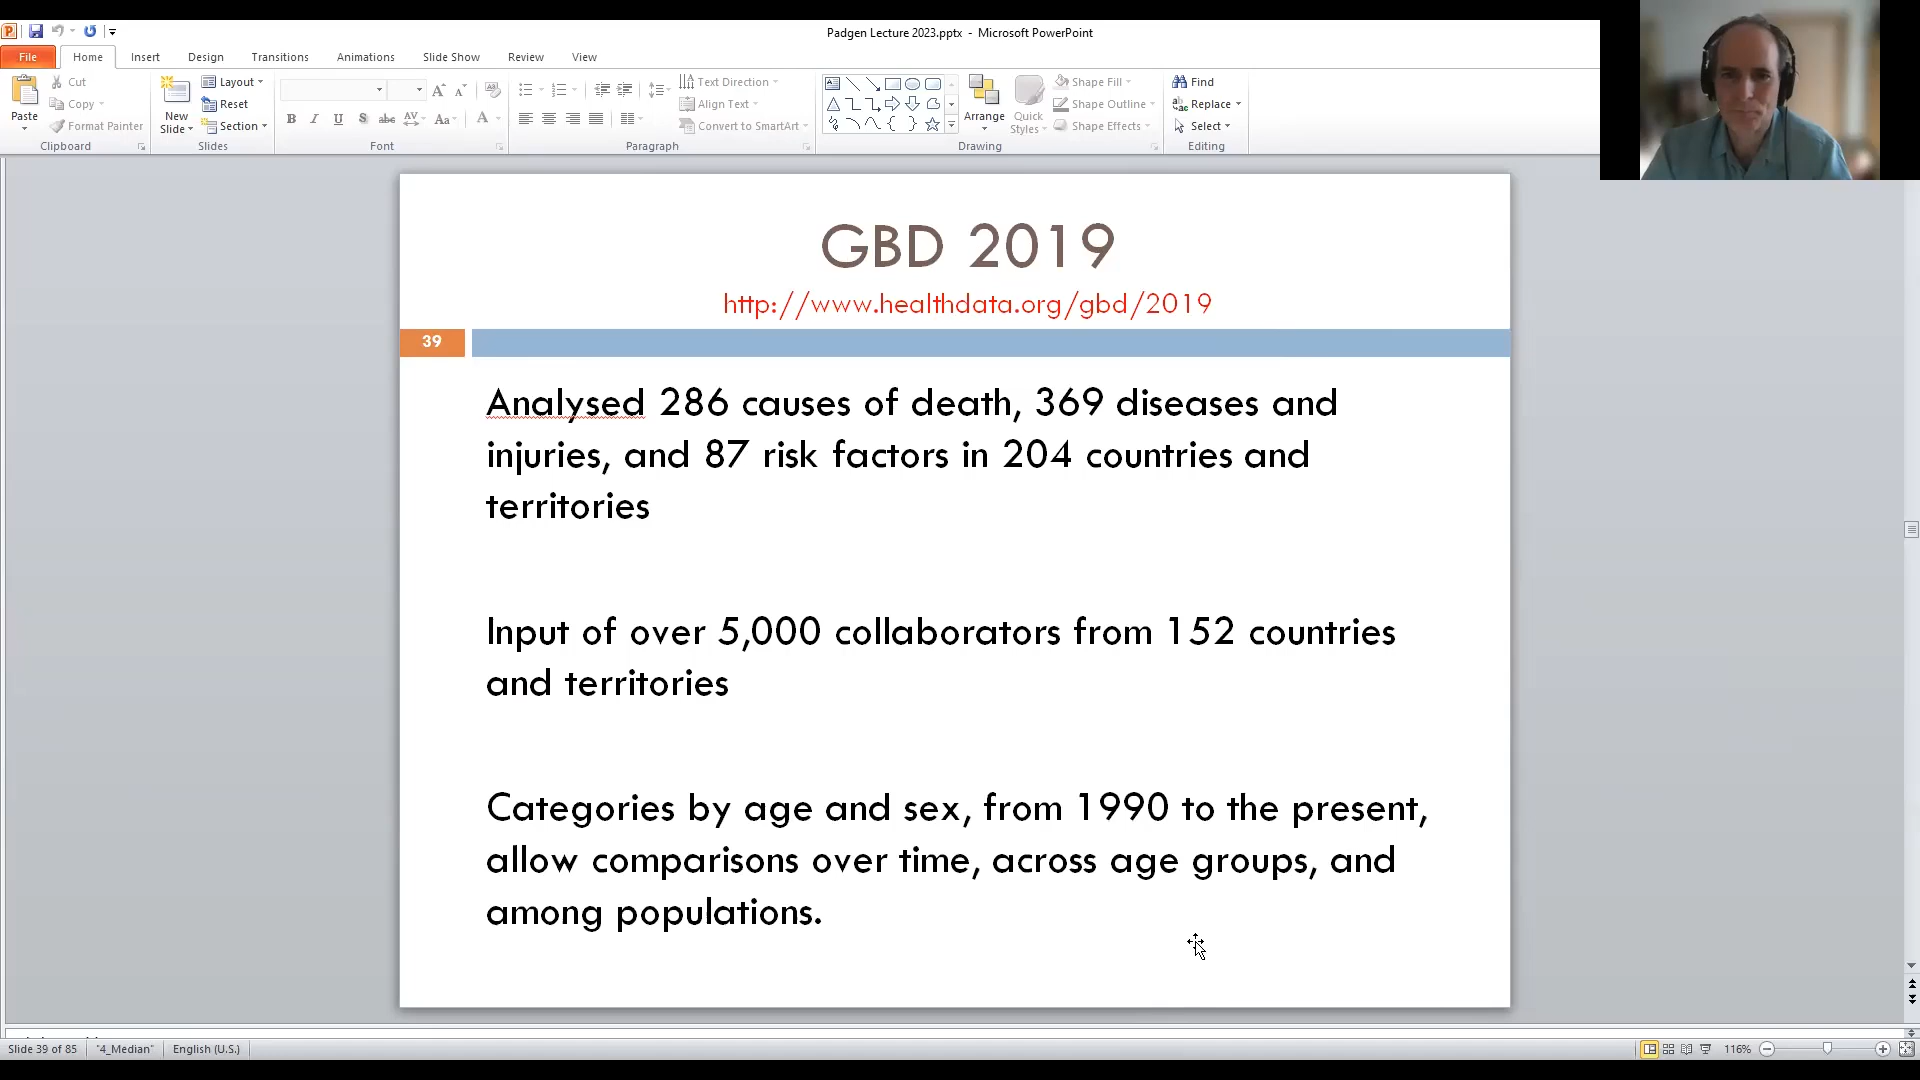 Padgen Lecture 2023.pptx - Microsoft PowerPoint
File Home Insert Design Transitions Animations Slide Show Review View
Paste
Cut
Copy
Format Painter
Clipboard
New Slide
Layout
Reset
Section
Slides
Font
Text Direction
Align Text
Convert to SmartArt
Paragraph
Arrange
Quick Styles
Shape Fill
Shape Outline
Shape Effects
Drawing
Find
Replace
Select
Editing
GBD 2019
http://www.healthdata.org/gbd/2019
39
Analysed 286 causes of death, 369 diseases and
injuries, and 87 risk factors in 204 countries and
territories
Input of over 5,000 collaborators from 152 countries
and territories
Categories by age and sex, from 1990 to the present,
allow comparisons over time, across age groups, and
among populations.
Slide 39 of 85 "4_Median" English (U.S.) 116%